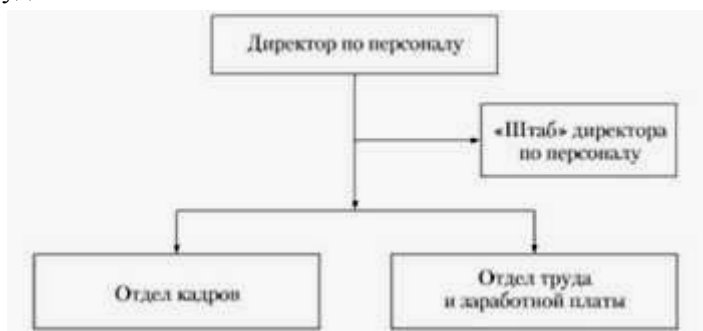 Директор по персоналу
«Штаб» директора
по персоналу
Отдел кадров
Отдел труда
и заработной платы